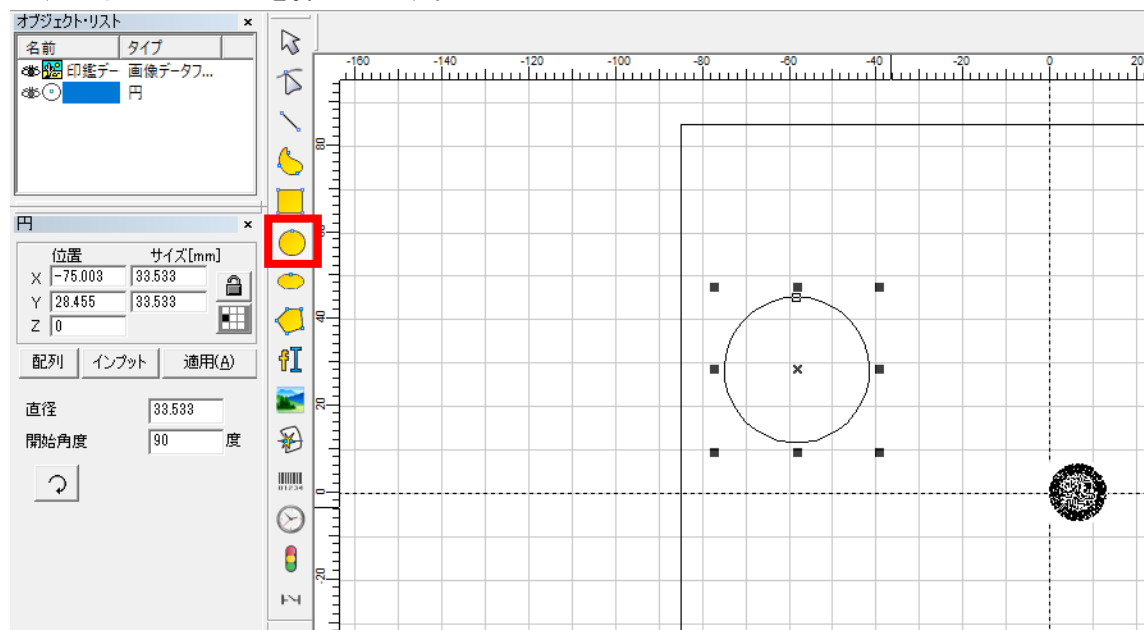 オブジェクト・リスト ×
名前 タイプ
印鑑デー 画像データフ...
円
円 ×
位置 サイズ[mm]
X -75.003 33.533
Y 28.455 33.533
Z 0
配列 インプット 適用(A)
直径 33.533
開始角度 90 度
fI
01234
-160 -140 -120 -100 -80 -60 -40 -20 0 20
80
60
40
20
0
-20